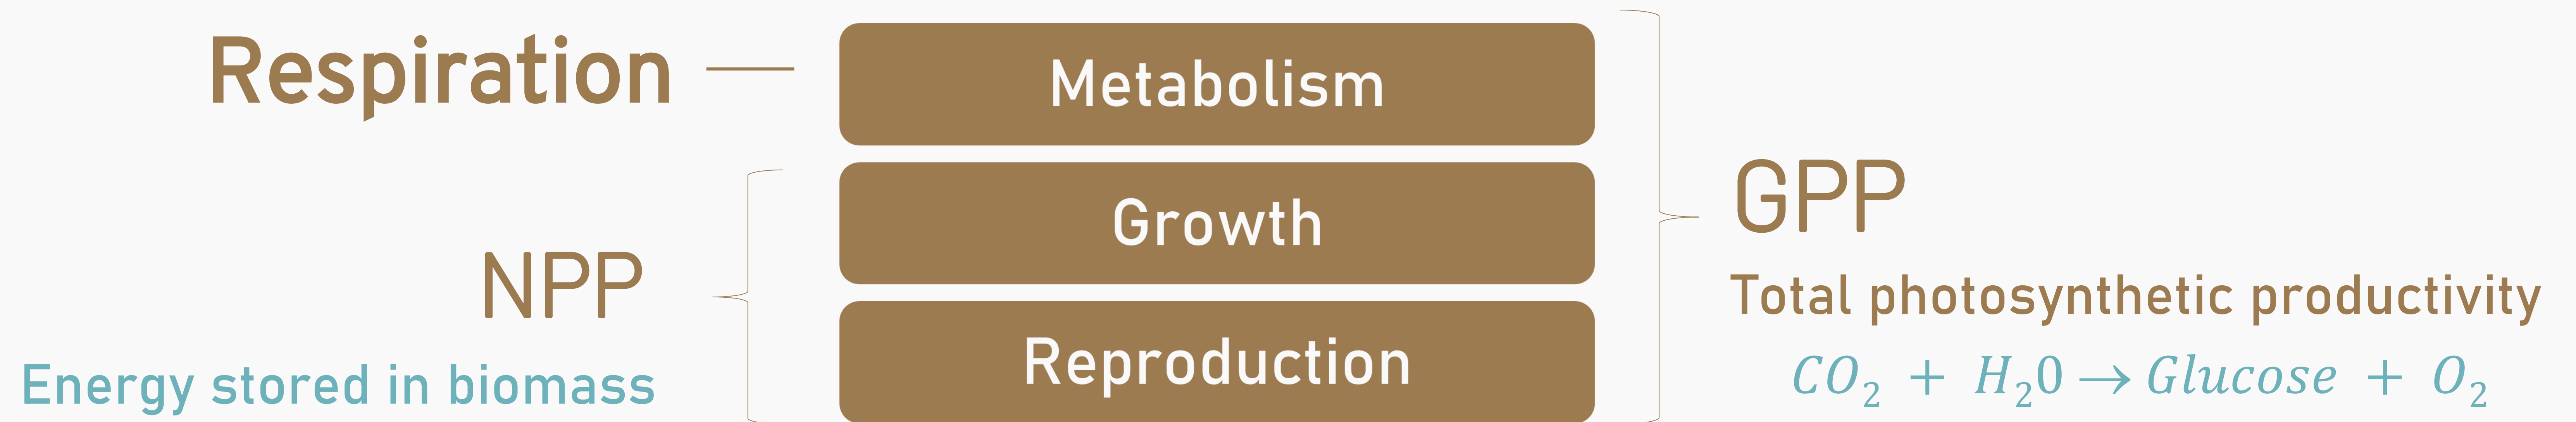 Respiration
Metabolism
Growth
Reproduction
NPP
Energy stored in biomass
GPP
Total photosynthetic productivity
CO₂ + H₂0 → Glucose + O₂